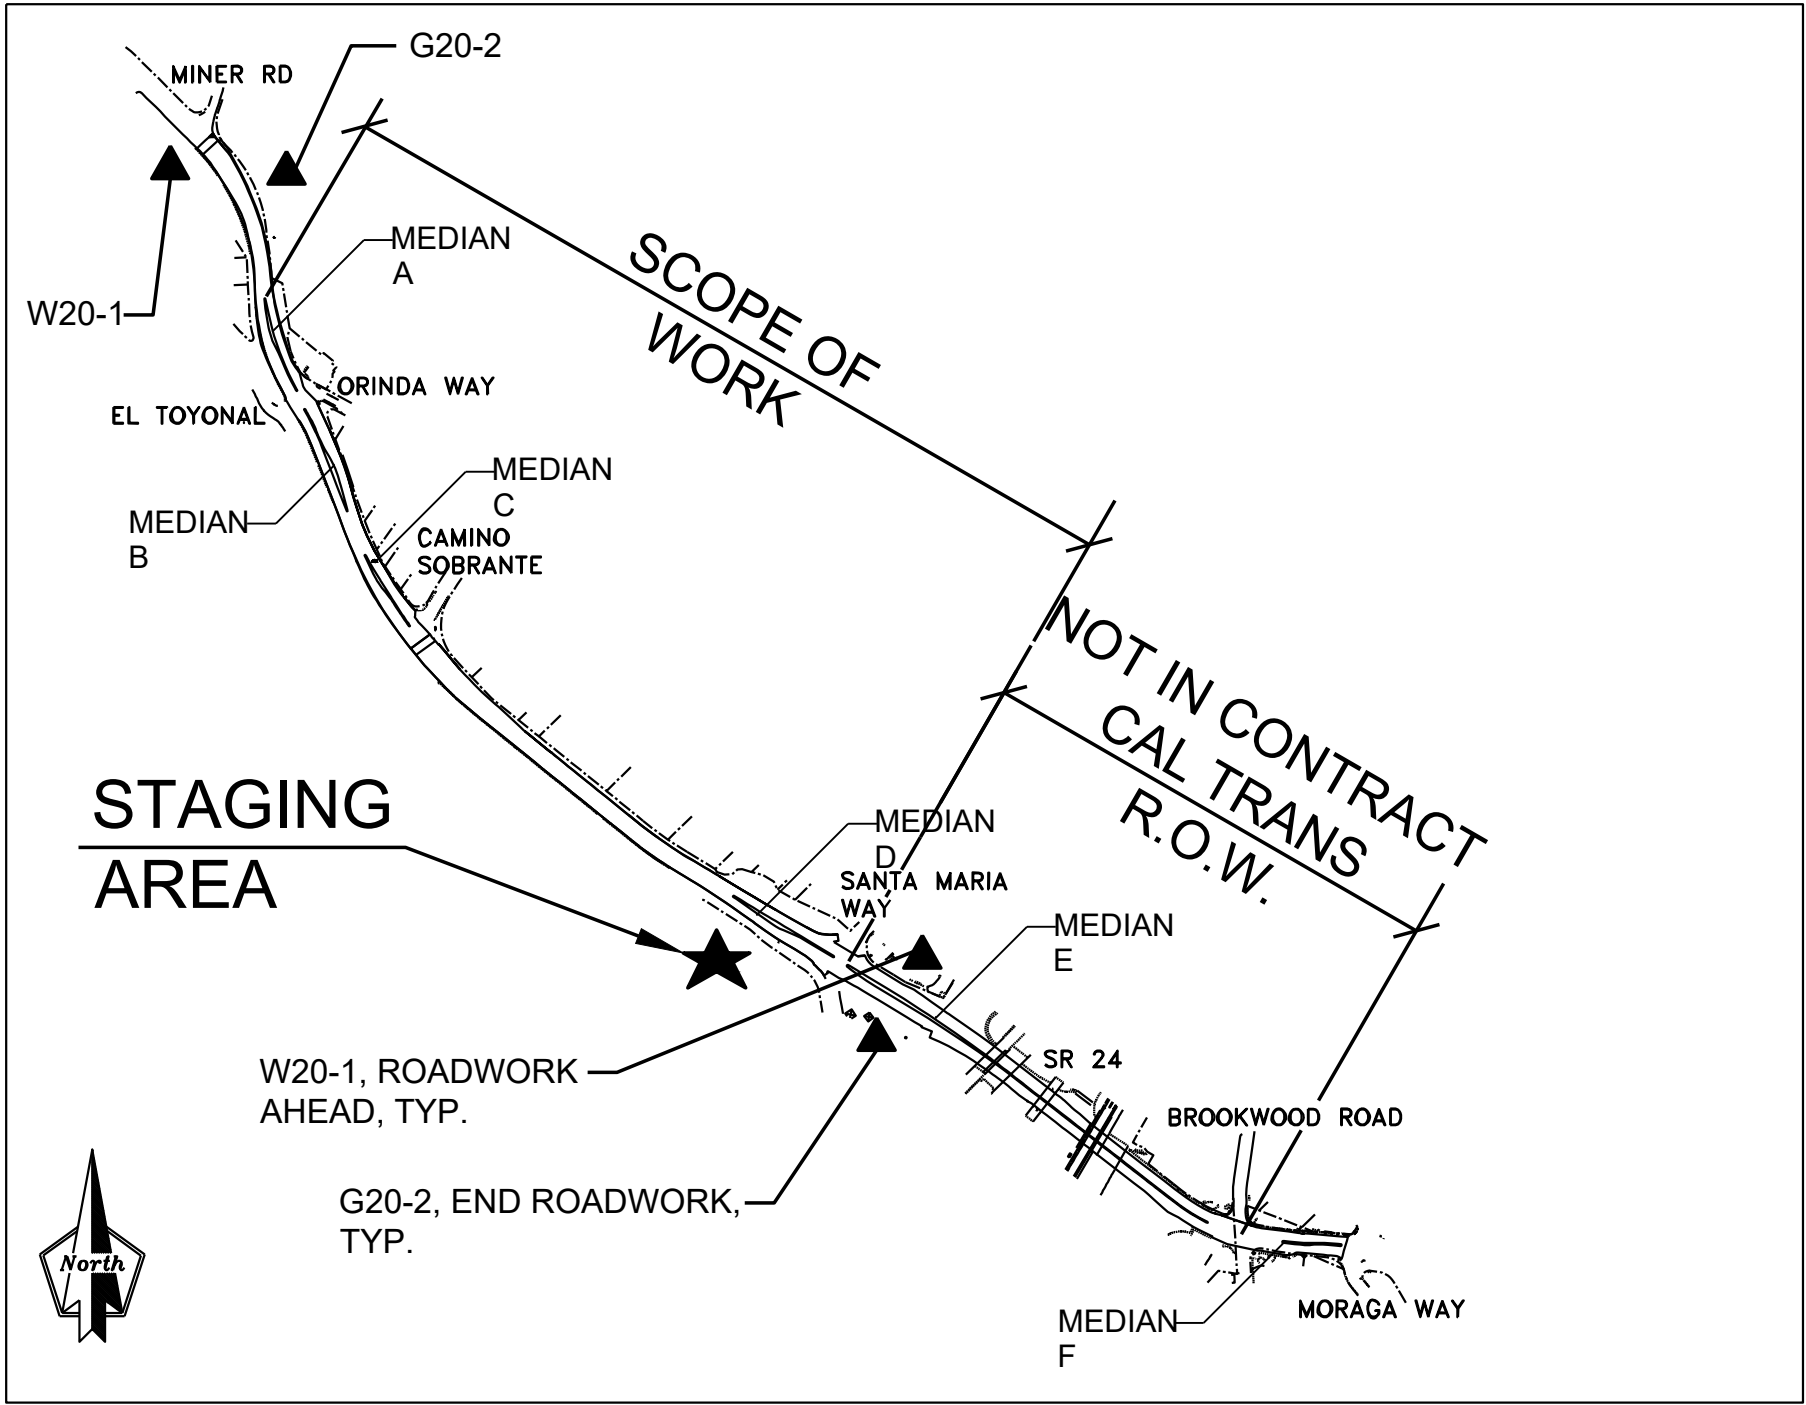 G20-2
MINER RD
MEDIAN
A
W20-1
SCOPE OF
WORK
ORINDA WAY
EL TOYONAL
MEDIAN
C
MEDIAN
B
CAMINO
SOBRANTE
NOT IN CONTRACT
CAL TRANS
R.O.W.
STAGING
AREA
MEDIAN
D
SANTA MARIA
WAY
MEDIAN
E
W20-1, ROADWORK
AHEAD, TYP.
SR 24
BROOKWOOD ROAD
G20-2, END ROADWORK,
TYP.
North
MORAGA WAY
MEDIAN
F